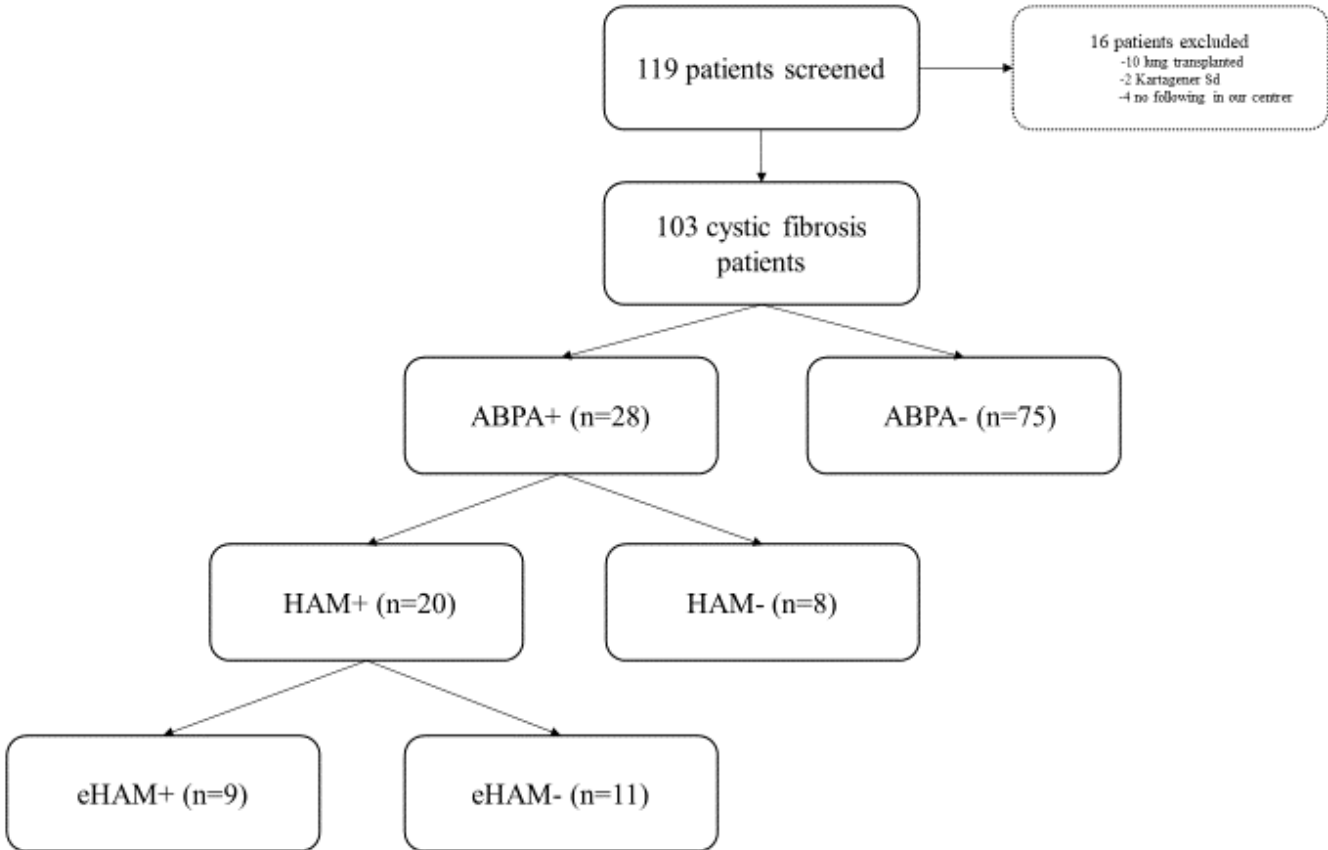 119 patients screened
16 patients excluded
-10 lung transplanted
-2 Kartagener Sd
-4 no following in our centrer
103 cystic fibrosis
patients
ABPA+ (n=28)
ABPA- (n=75)
HAM+ (n=20)
HAM- (n=8)
eHAM+ (n=9)
eHAM- (n=11)